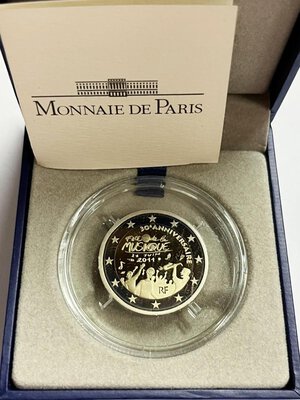 MONNAIE DE PARIS
30e ANNIVERSAIRE
FÊTE de la
MUSIQUE
21 JUIN
2011
RF